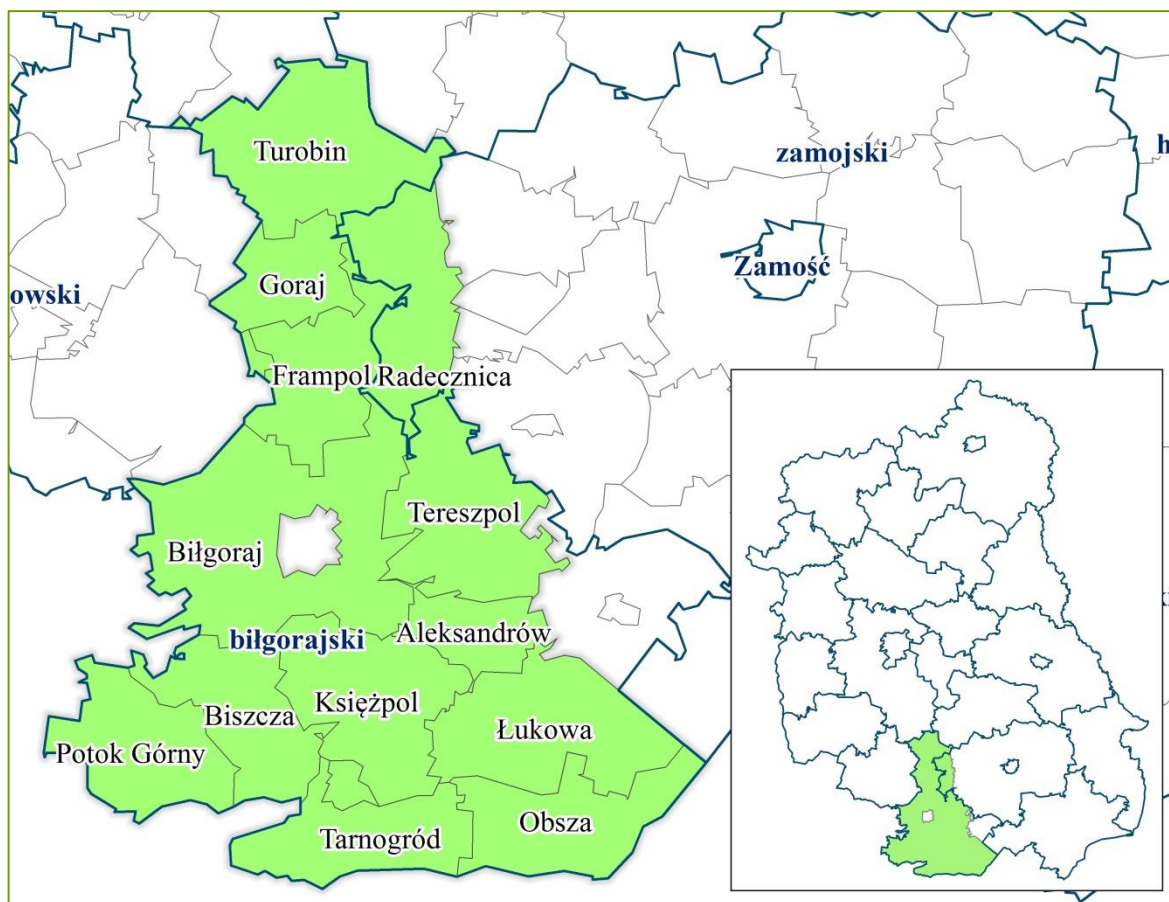 Turobin
zamojski
h
Zamość
Goraj
owski
Frampol
Radecznica
Tereszpol
Biłgoraj
biłgorajski
Aleksandrów
Księżpol
Biszcza
Łukowa
Potok Górny
Obsza
Tarnogród